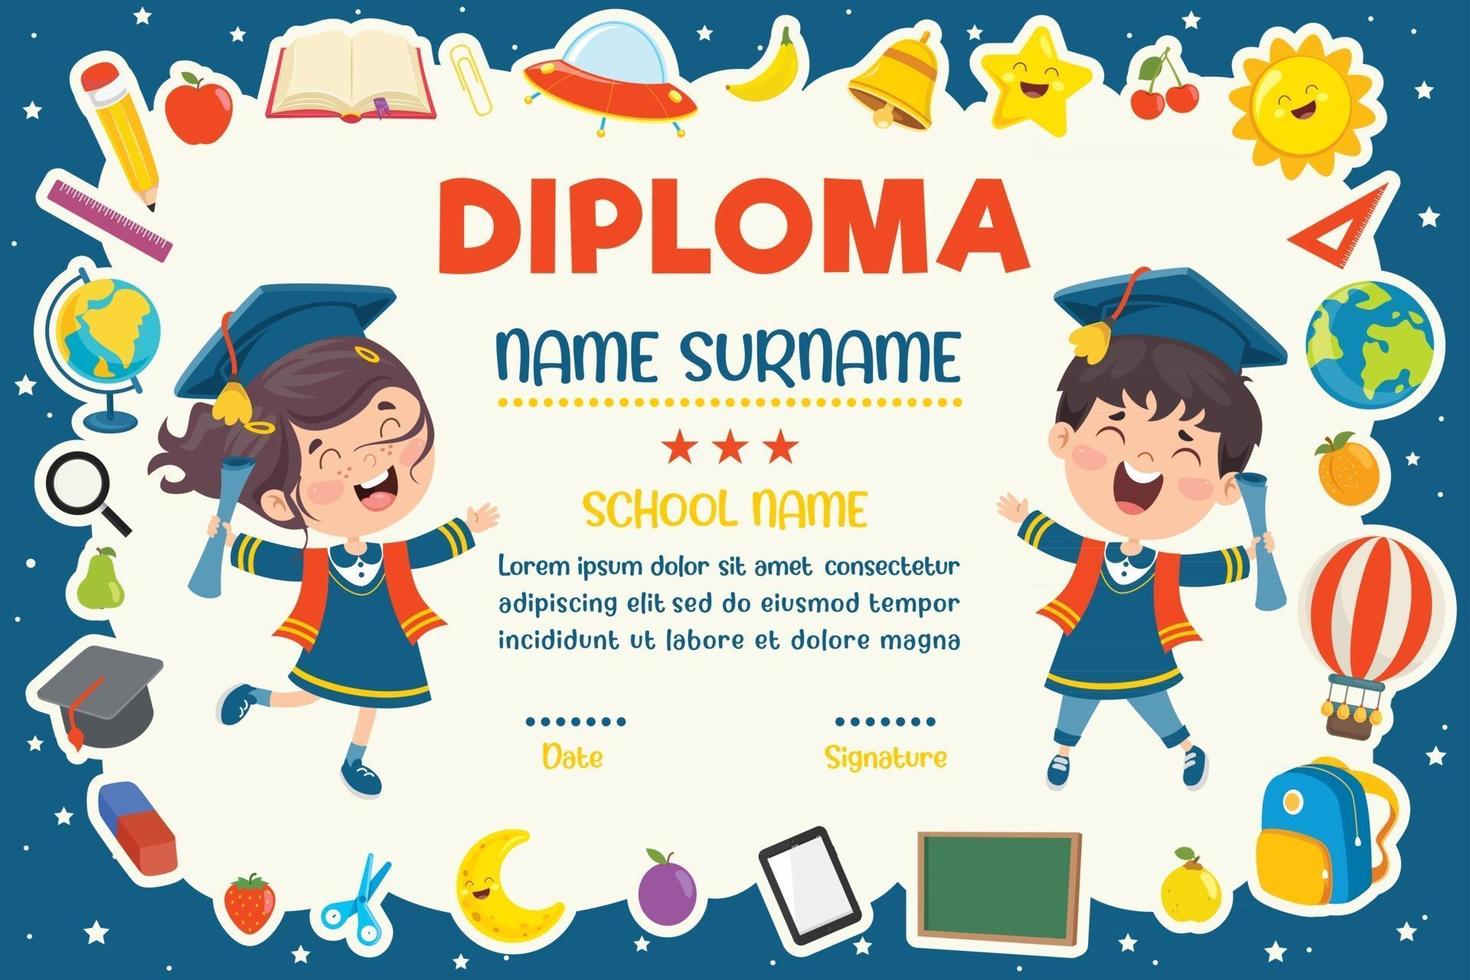 DIPLOMA
NAME SURNAME
SCHOOL NAME
Lorem ipsum dolor sit amet consectetur
adipiscing elit sed do eiusmod tempor
incididunt ut labore et dolore magna
Date Signature